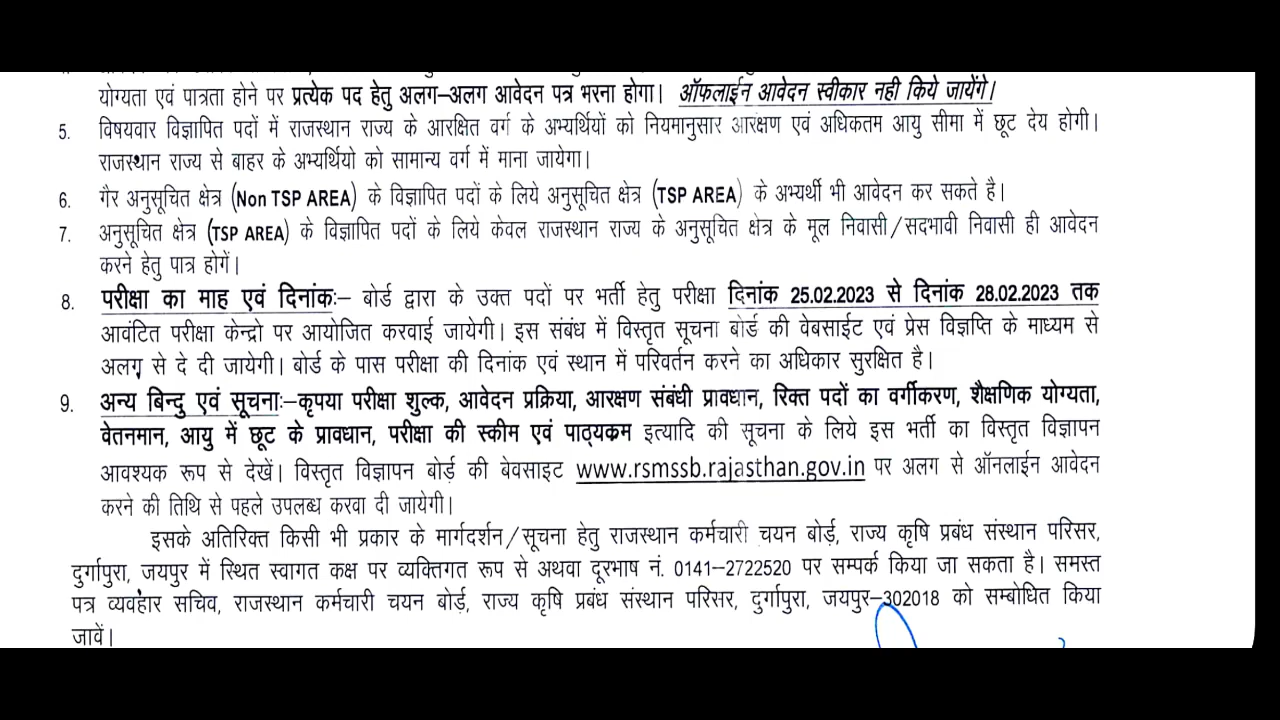 योग्यता एवं पात्रता होने पर प्रत्येक पद हेतु अलग–अलग आवेदन पत्र भरना होगा। ऑफलाईन आवेदन स्वीकार नही किये जायेंगे।
5. विषयवार विज्ञापित पदों में राजस्थान राज्य के आरक्षित वर्ग के अभ्यर्थियों को नियमानुसार आरक्षण एवं अधिकतम आयु सीमा में छूट देय होगी।
राजस्थान राज्य से बाहर के अभ्यर्थियो को सामान्य वर्ग में माना जायेगा।
6. गैर अनुसूचित क्षेत्र (Non TSP AREA) के विज्ञापित पदों के लिये अनुसूचित क्षेत्र (TSP AREA) के अभ्यर्थी भी आवेदन कर सकते है।
7. अनुसूचित क्षेत्र (TSP AREA) के विज्ञापित पदों के लिये केवल राजस्थान राज्य के अनुसूचित क्षेत्र के मूल निवासी/सदभावी निवासी ही आवेदन
करने हेतु पात्र होगें।
8. परीक्षा का माह एवं दिनांकः– बोर्ड द्वारा के उक्त पदों पर भर्ती हेतु परीक्षा दिनांक 25.02.2023 से दिनांक 28.02.2023 तक
आवंटित परीक्षा केन्द्रो पर आयोजित करवाई जायेगी। इस संबंध में विस्तृत सूचना बोर्ड की वेबसाईट एवं प्रेस विज्ञप्ति के माध्यम से
अलग से दे दी जायेगी। बोर्ड के पास परीक्षा की दिनांक एवं स्थान में परिवर्तन करने का अधिकार सुरक्षित है।
9. अन्य बिन्दु एवं सूचनाः–कृपया परीक्षा शुल्क, आवेदन प्रक्रिया, आरक्षण संबंधी प्रावधान, रिक्त पदों का वर्गीकरण, शैक्षणिक योग्यता,
वेतनमान, आयु में छूट के प्रावधान, परीक्षा की स्कीम एवं पाठ्यक्रम इत्यादि की सूचना के लिये इस भर्ती का विस्तृत विज्ञापन
आवश्यक रूप से देखें। विस्तृत विज्ञापन बोर्ड की बेवसाइट www.rsmssb.rajasthan.gov.in पर अलग से ऑनलाईन आवेदन
करने की तिथि से पहले उपलब्ध करवा दी जायेगी।
इसके अतिरिक्त किसी भी प्रकार के मार्गदर्शन/सूचना हेतु राजस्थान कर्मचारी चयन बोर्ड, राज्य कृषि प्रबंध संस्थान परिसर,
दुर्गापुरा, जयपुर में स्थित स्वागत कक्ष पर व्यक्तिगत रूप से अथवा दूरभाष नं. 0141–2722520 पर सम्पर्क किया जा सकता है। समस्त
पत्र व्यवहार सचिव, राजस्थान कर्मचारी चयन बोर्ड, राज्य कृषि प्रबंध संस्थान परिसर, दुर्गापुरा, जयपुर–302018 को सम्बोधित किया
जावें।